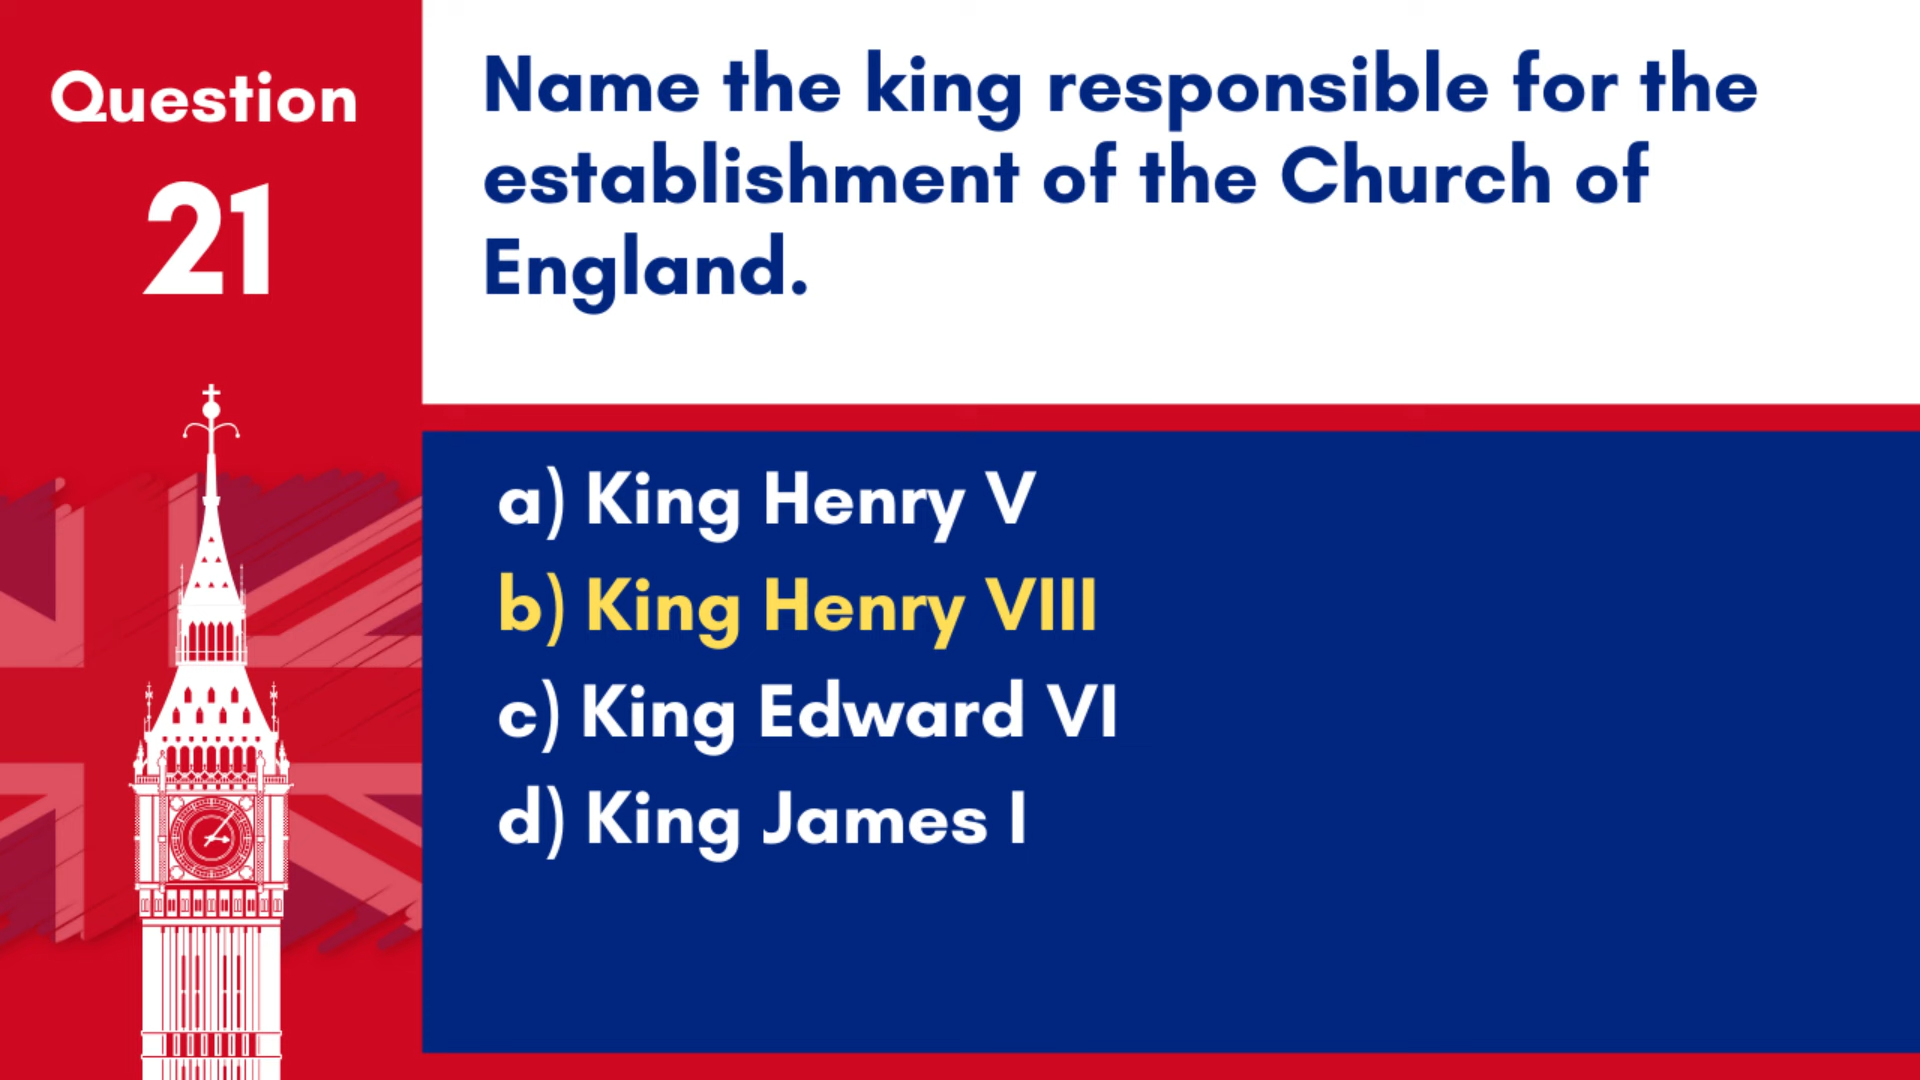 Question
21
Name the king responsible for the
establishment of the Church of
England.
a) King Henry V
b) King Henry VIII
c) King Edward VI
d) King James I